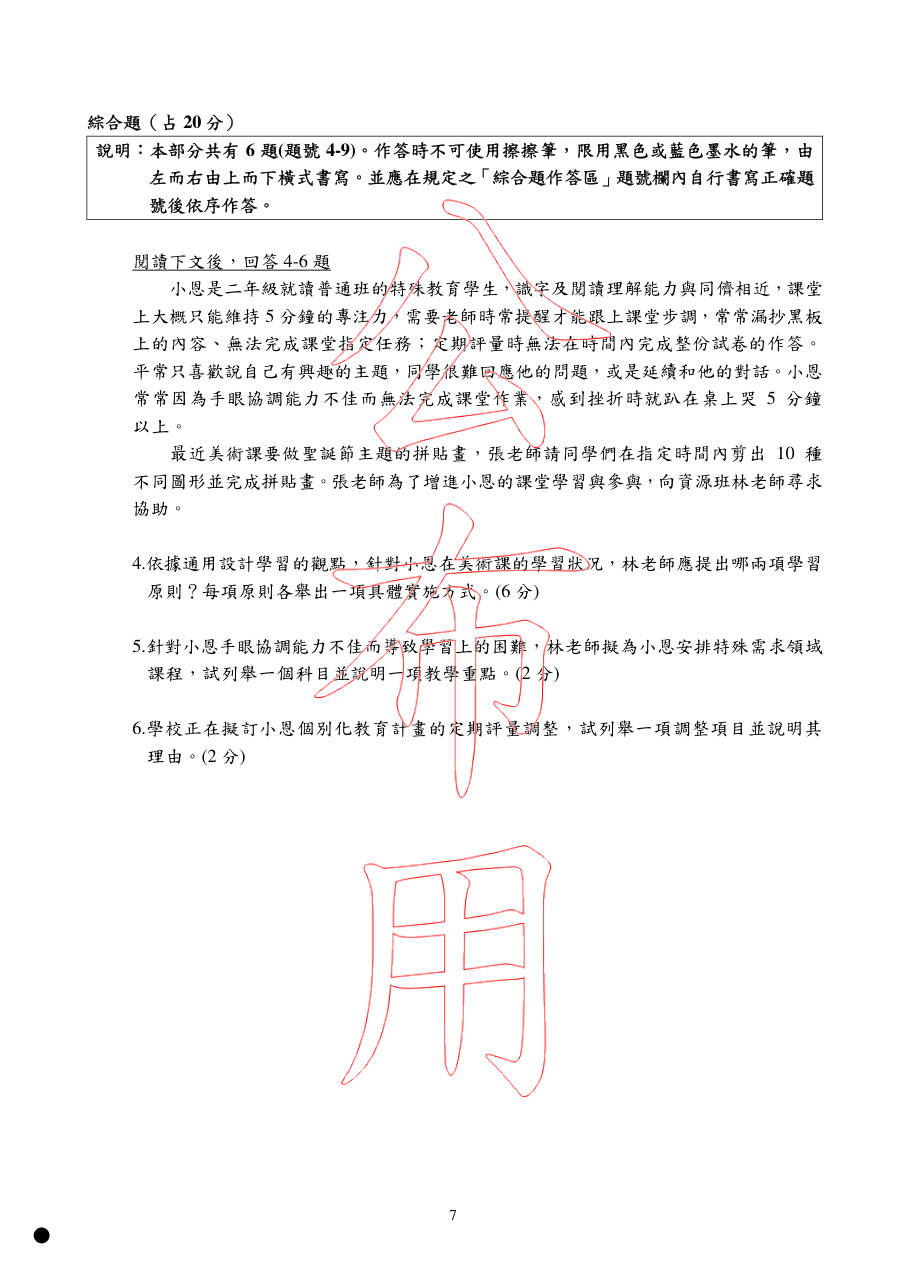 綜合題（占 20 分）
說明：本部分共有 6 題(題號 4-9)。作答時不可使用擦擦筆，限用黑色或藍色墨水的筆，由
左而右由上而下橫式書寫。並應在規定之「綜合題作答區」題號欄內自行書寫正確題
號後依序作答。
閱讀下文後，回答 4-6 題
小恩是二年級就讀普通班的特殊教育學生，識字及閱讀理解能力與同儕相近，課堂
上大概只能維持 5 分鐘的專注力，需要老師時常提醒才能跟上課堂步調，常常漏抄黑板
上的內容、無法完成課堂指定任務；定期評量時無法在時間內完成整份試卷的作答。
平常只喜歡說自己有興趣的主題，同學很難回應他的問題，或是延續和他的對話。小恩
常常因為手眼協調能力不佳而無法完成課堂作業，感到挫折時就趴在桌上哭 5 分鐘
以上。
最近美術課要做聖誕節主題的拼貼畫，張老師請同學們在指定時間內剪出 10 種
不同圖形並完成拼貼畫。張老師為了增進小恩的課堂學習與參與，向資源班林老師尋求
協助。
4.依據通用設計學習的觀點，針對小恩在美術課的學習狀況，林老師應提出哪兩項學習
原則？每項原則各舉出一項具體實施方式。(6 分)
5.針對小恩手眼協調能力不佳而導致學習上的困難，林老師擬為小恩安排特殊需求領域
課程，試列舉一個科目並說明一項教學重點。(2 分)
6.學校正在擬訂小恩個別化教育計畫的定期評量調整，試列舉一項調整項目並說明其
理由。(2 分)
公
布
用
7